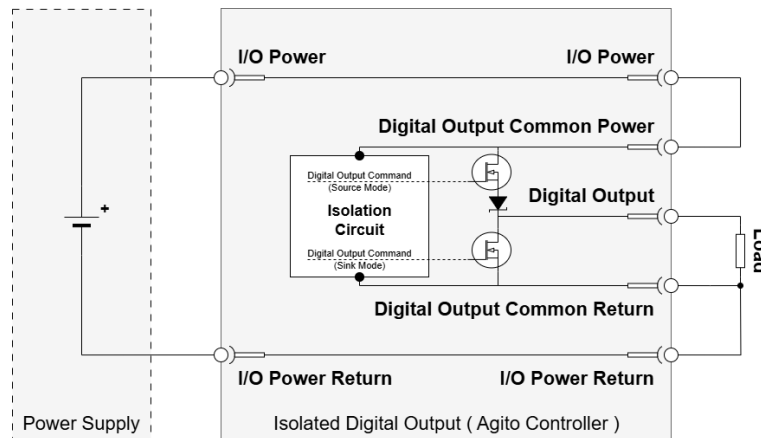 I/O Power
I/O Power
Digital Output Common Power
Digital Output Command
(Source Mode)
Digital Output
Isolation
Circuit
+
Load
Digital Output Command
(Sink Mode)
Digital Output Common Return
I/O Power Return
I/O Power Return
Power Supply
Isolated Digital Output ( Agito Controller )